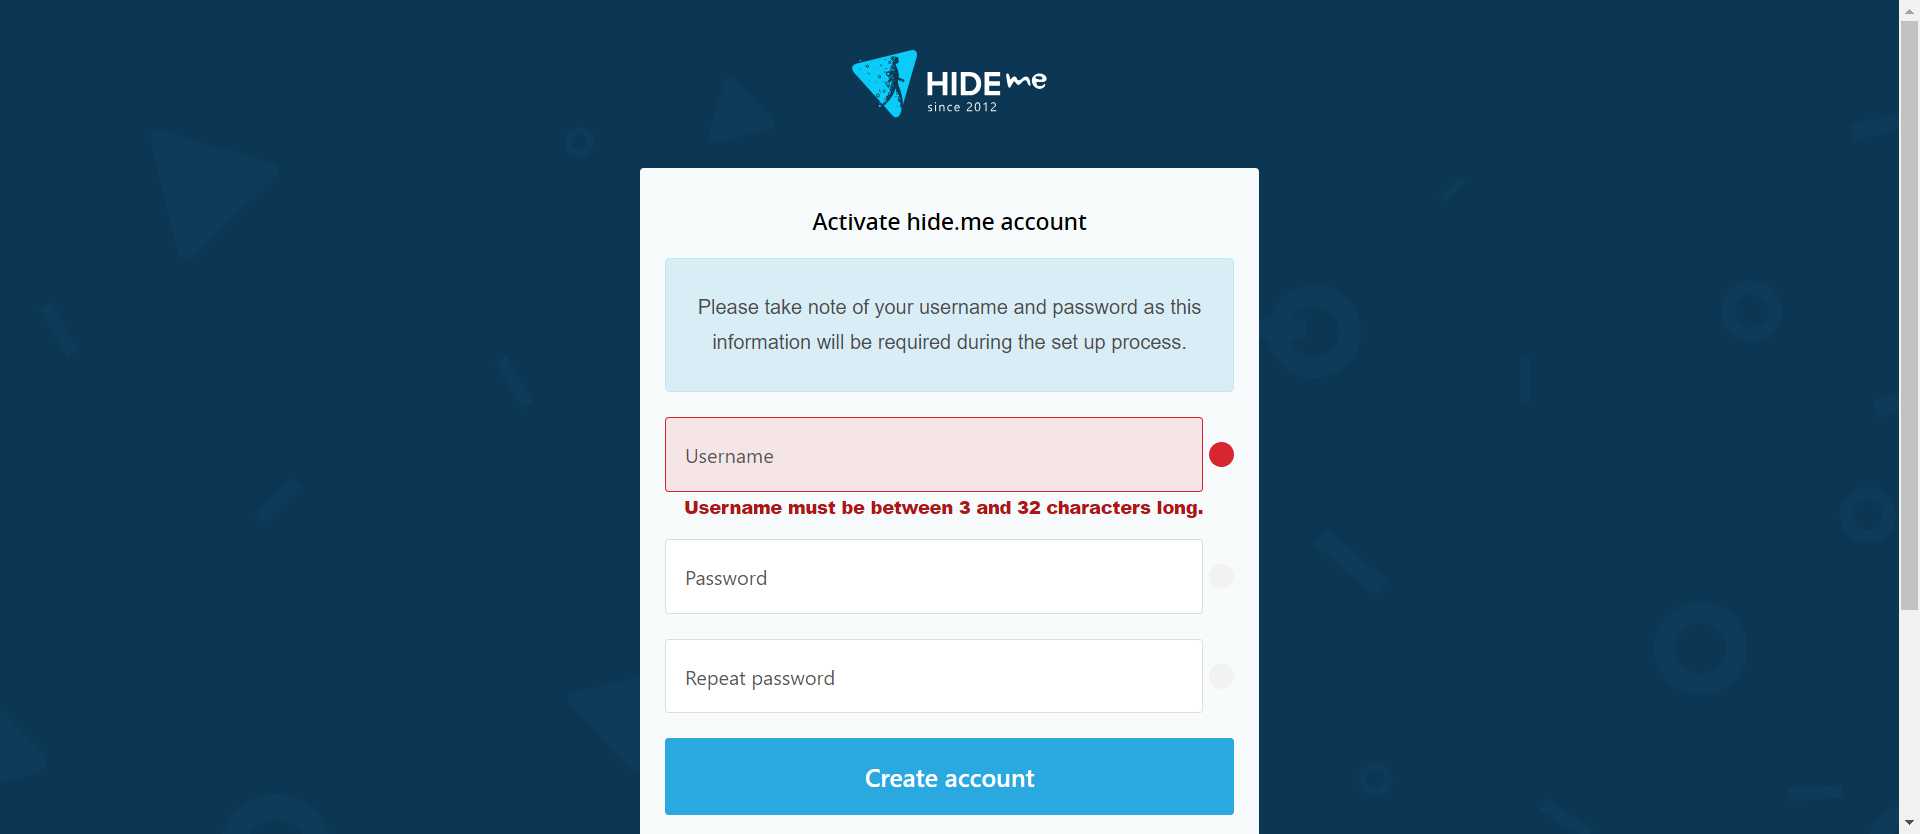 HIDE me
since 2012
Activate hide.me account
Please take note of your username and password as this
information will be required during the set up process.
Username
Username must be between 3 and 32 characters long.
Password
Repeat password
Create account